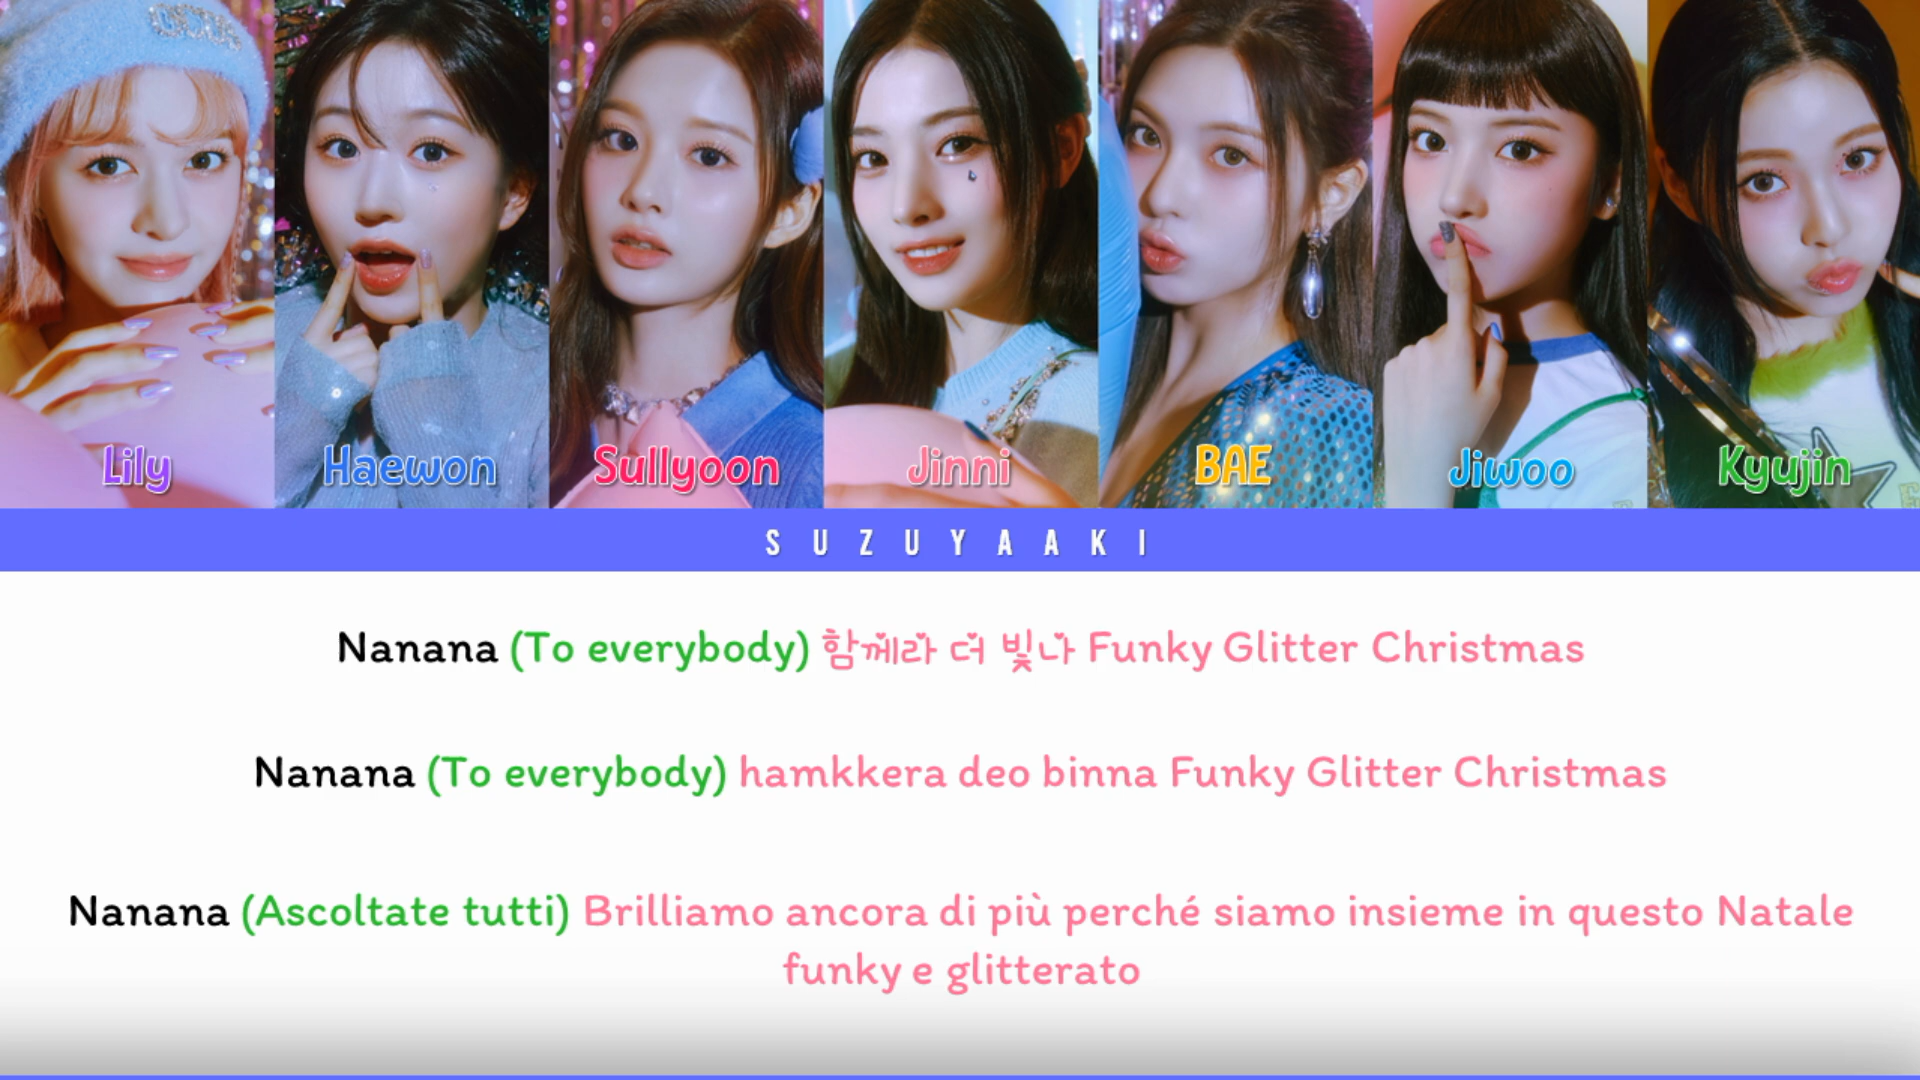 Lily Haewon Sullyoon Jinni BAE Jiwoo Kyujin
SUZUYAAKI
Nanana (To everybody) 함께라 더 빛나 Funky Glitter Christmas
Nanana (To everybody) hamkkera deo binna Funky Glitter Christmas
Nanana (Ascoltate tutti) Brilliamo ancora di più perché siamo insieme in questo Natale
funky e glitterato